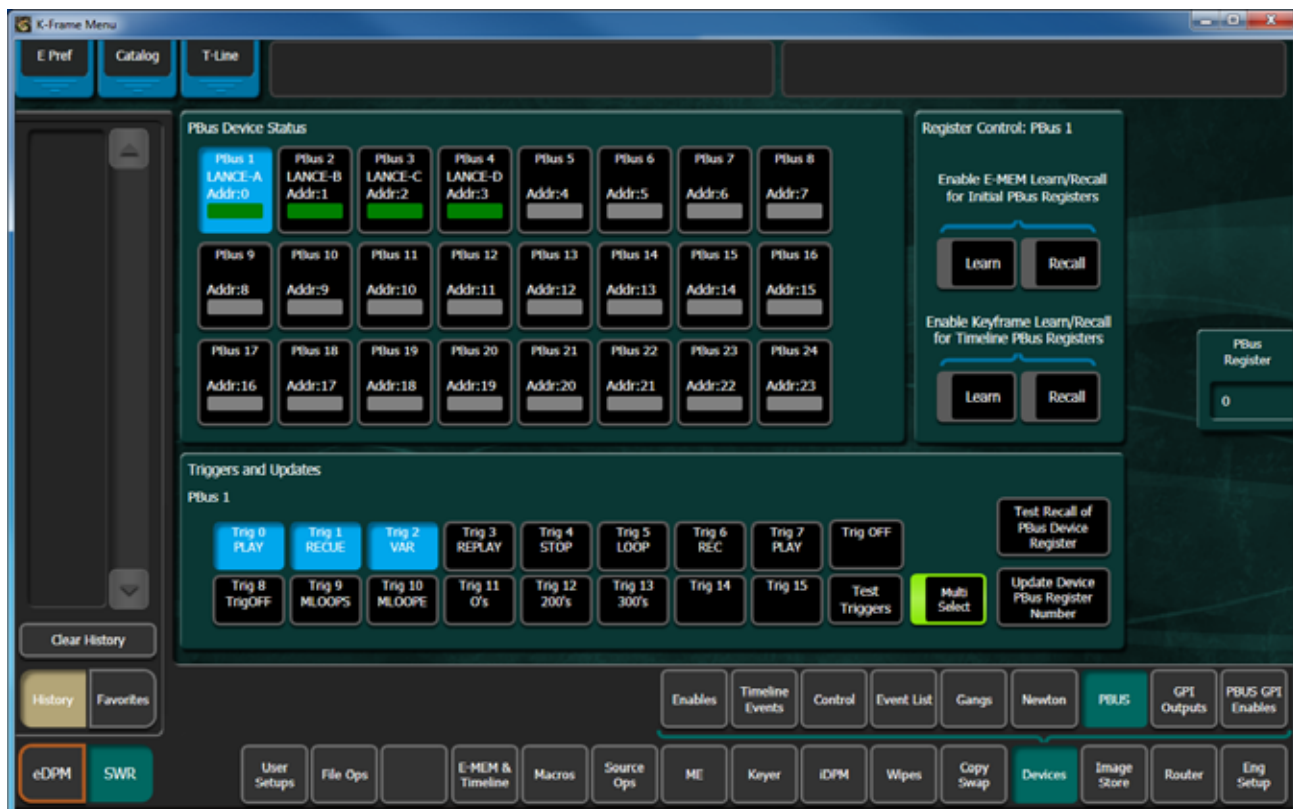 K-Frame Menu
E Pref
Catalog
T-Line
PBus Device Status
PBus 1
LANCE-A
Addr:0
PBus 2
LANCE-B
Addr:1
PBus 3
LANCE-C
Addr:2
PBus 4
LANCE-D
Addr:3
PBus 5
Addr:4
PBus 6
Addr:5
PBus 7
Addr:6
PBus 8
Addr:7
PBus 9
Addr:8
PBus 10
Addr:9
PBus 11
Addr:10
PBus 12
Addr:11
PBus 13
Addr:12
PBus 14
Addr:13
PBus 15
Addr:14
PBus 16
Addr:15
PBus 17
Addr:16
PBus 18
Addr:17
PBus 19
Addr:18
PBus 20
Addr:19
PBus 21
Addr:20
PBus 22
Addr:21
PBus 23
Addr:22
PBus 24
Addr:23
Register Control: PBus 1
Enable E-MEM Learn/Recall
for Initial PBus Registers
Learn
Recall
Enable Keyframe Learn/Recall
for Timeline PBus Registers
Learn
Recall
PBus
Register
0
Triggers and Updates
PBus 1
Trig 0
PLAY
Trig 1
RECUE
Trig 2
VAR
Trig 3
REPLAY
Trig 4
STOP
Trig 5
LOOP
Trig 6
REC
Trig 7
PLAY
Trig OFF
Test Recall of
PBus Device
Register
Trig 8
TrigOFF
Trig 9
MLOOPS
Trig 10
MLOOPE
Trig 11
0's
Trig 12
200's
Trig 13
300's
Trig 14
Trig 15
Test
Triggers
Multi
Select
Update Device
PBus Register
Number
Clear History
History
Favorites
Enables
Timeline
Events
Control
Event List
Gangs
Newton
PBUS
GPI
Outputs
PBUS GPI
Enables
eDPM
SWR
User
Setups
File Ops
E-MEM &
Timeline
Macros
Source
Ops
ME
Keyer
iDPM
Wipes
Copy
Swap
Devices
Image
Store
Router
Eng
Setup